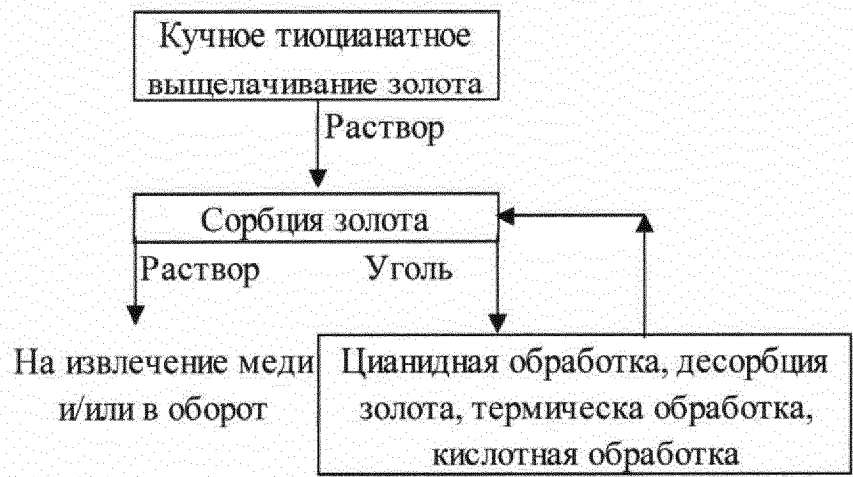 Кучное тиоцианатное
выщелачивание золота
Раствор
Сорбция золота
Раствор
Уголь
На извлечение меди
и/или в оборот
Цианидная обработка, десорбция
золота, термическа обработка,
кислотная обработка